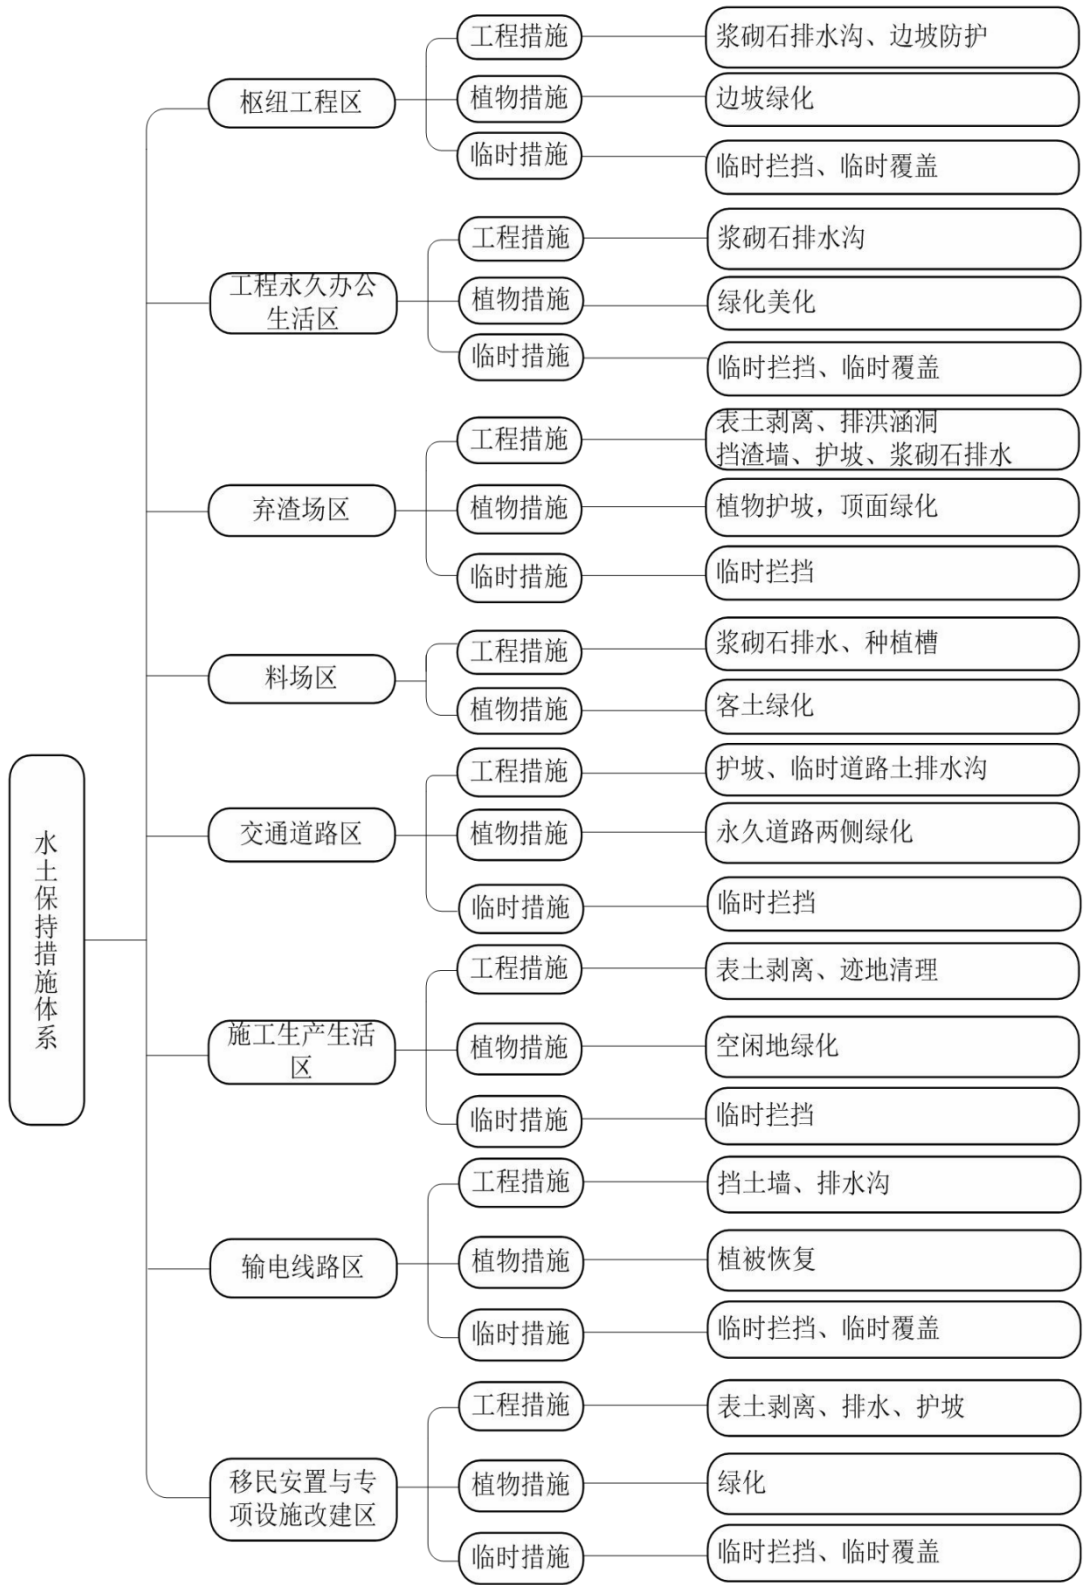 水土保持措施体系
枢纽工程区
工程措施
浆砌石排水沟、边坡防护
植物措施
边坡绿化
临时措施
临时拦挡、临时覆盖
工程永久办公
生活区
工程措施
浆砌石排水沟
植物措施
绿化美化
临时措施
临时拦挡、临时覆盖
弃渣场区
工程措施
表土剥离、排洪涵洞
挡渣墙、护坡、浆砌石排水
植物措施
植物护坡，顶面绿化
临时措施
临时拦挡
料场区
工程措施
浆砌石排水、种植槽
植物措施
客土绿化
交通道路区
工程措施
护坡、临时道路土排水沟
植物措施
永久道路两侧绿化
临时措施
临时拦挡
施工生产生活
区
工程措施
表土剥离、迹地清理
植物措施
空闲地绿化
临时措施
临时拦挡
输电线路区
工程措施
挡土墙、排水沟
植物措施
植被恢复
临时措施
临时拦挡、临时覆盖
移民安置与专
项设施改建区
工程措施
表土剥离、排水、护坡
植物措施
绿化
临时措施
临时拦挡、临时覆盖